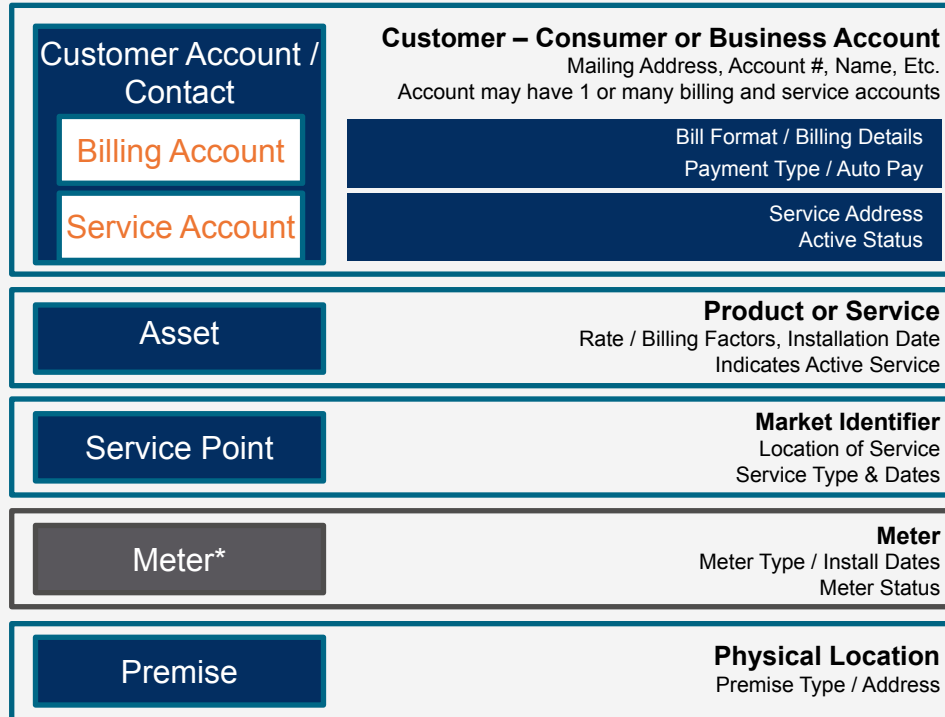 Customer Account /
Contact
Billing Account
Service Account
Customer – Consumer or Business Account
Mailing Address, Account #, Name, Etc.
Account may have 1 or many billing and service accounts
Bill Format / Billing Details
Payment Type / Auto Pay
Service Address
Active Status
Asset
Product or Service
Rate / Billing Factors, Installation Date
Indicates Active Service
Service Point
Market Identifier
Location of Service
Service Type & Dates
Meter*
Meter
Meter Type / Install Dates
Meter Status
Premise
Physical Location
Premise Type / Address